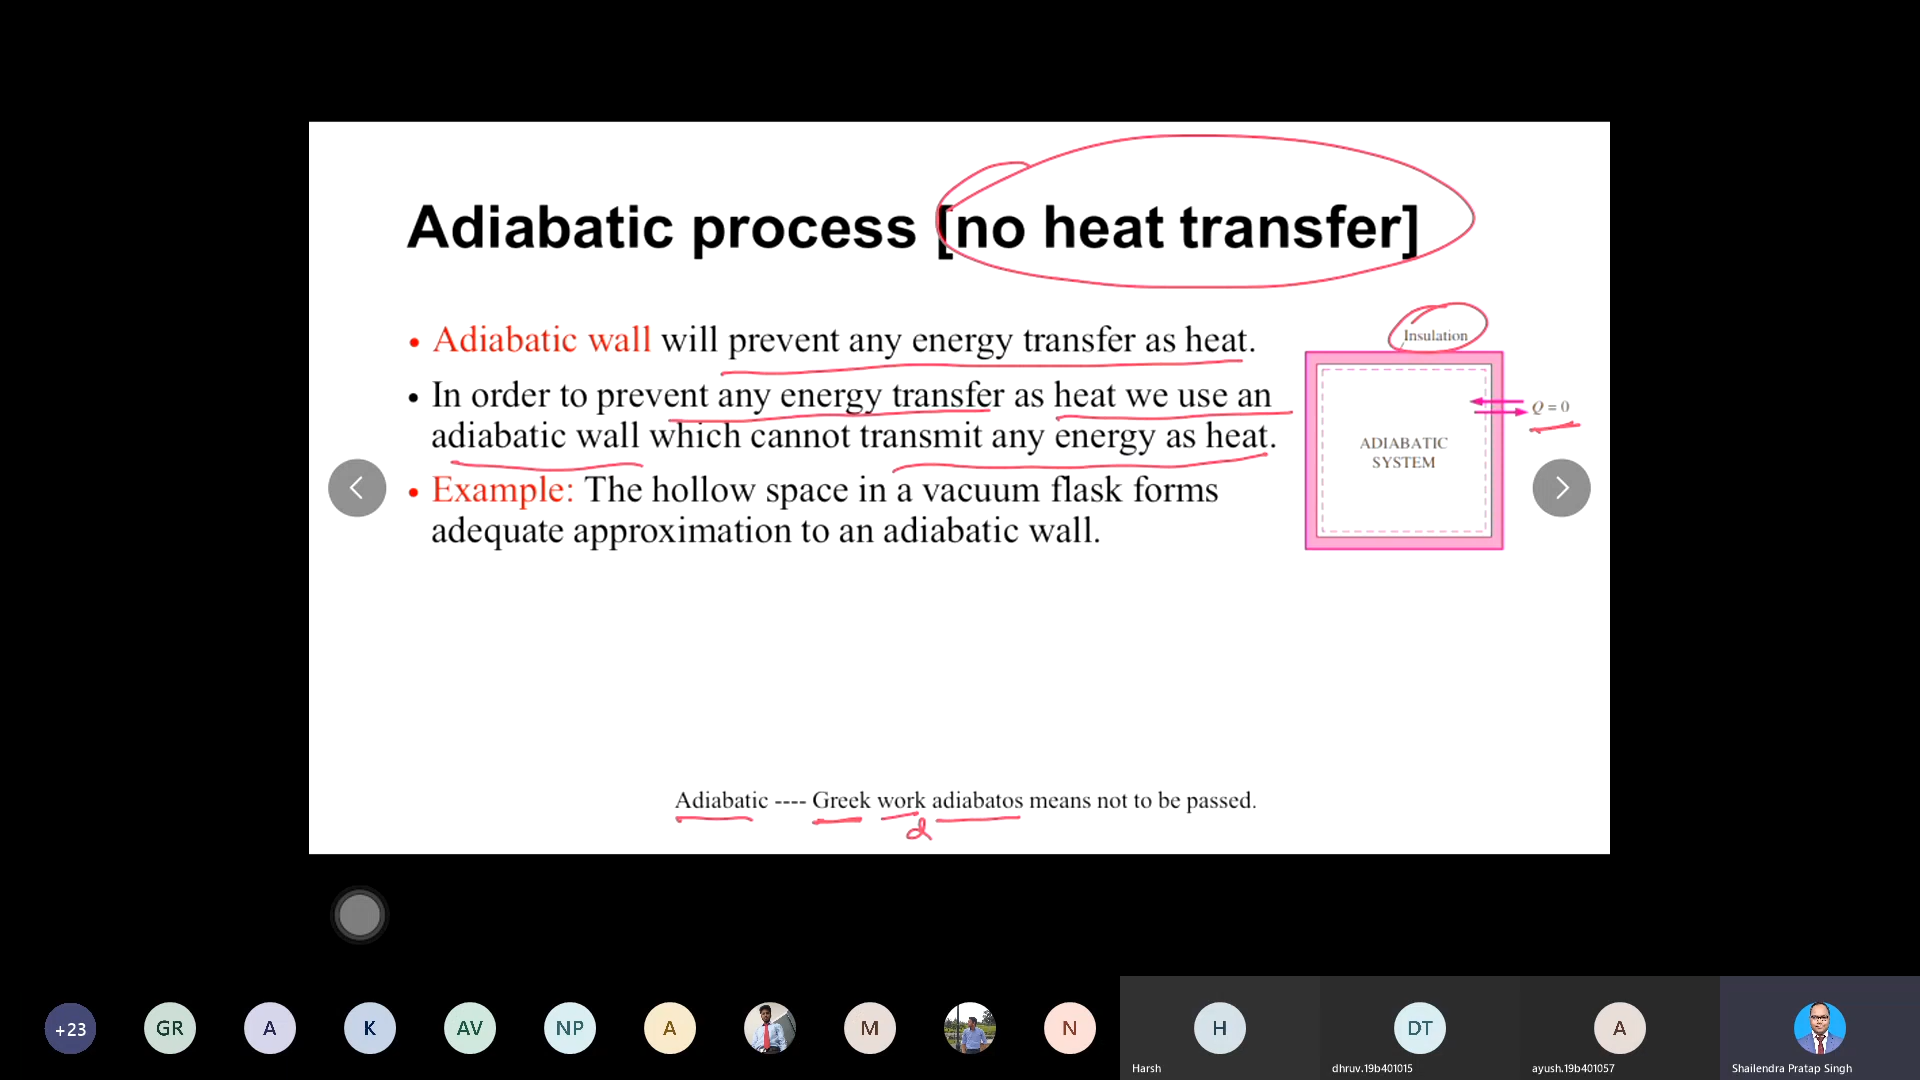 Adiabatic process [no heat transfer]
• Adiabatic wall will prevent any energy transfer as heat.
• In order to prevent any energy transfer as heat we use an
adiabatic wall which cannot transmit any energy as heat.
• Example: The hollow space in a vacuum flask forms
adequate approximation to an adiabatic wall.
Insulation
Q = 0
ADIABATIC
SYSTEM
Adiabatic ---- Greek work adiabatos means not to be passed.
d
+23
GR
A
K
AV
NP
A
M
N
H
DT
A
Harsh
dhruv.19b401015
ayush.19b401057
Shailendra Pratap Singh